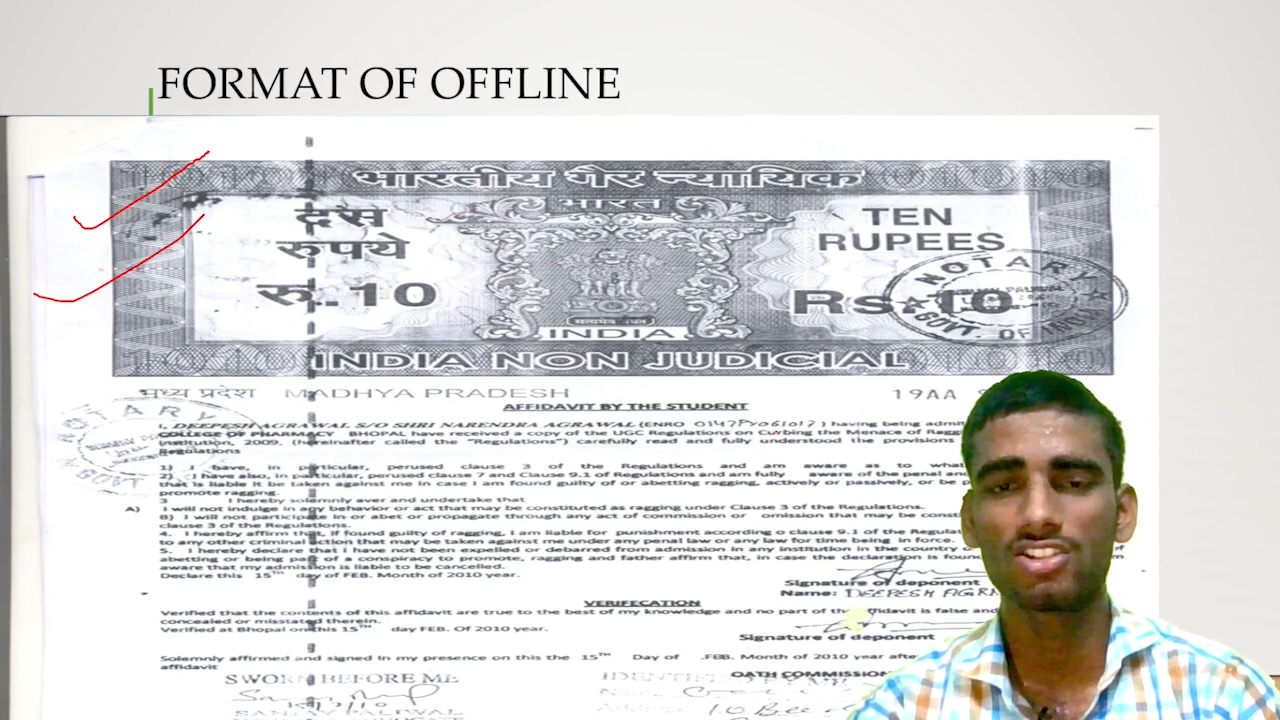 FORMAT OF OFFLINE
भारतीय गैर न्यायिक
भारत
दस
रुपये
रु.10
TEN
RUPEES
Rs.10
NOTARY
GOVT. OF INDIA
सत्यमेव जयते
INDIA
INDIA NON JUDICIAL
मध्य प्रदेश MADHYA PRADESH 19AA
NOTARY
AFFIDAVIT BY THE STUDENT
I, DEEPESH AGRAWAL S/O SHRI NARENDRA AGRAWAL (ENRO 0147PY061017) having being
COLLEGE OF PHARMACY BHOPAL have received a copy of the UGC Regulations on Curbing the Menace of
Institution, 2009, (hereinafter called the "Regulations") carefully read and fully understood the provisions
Regulations
1) I have, in particular, perused clause 3 of the Regulations and am aware as to
2) I have also, in particular, perused clause 7 and Clause 9.1 of Regulations and am fully aware of the penal
that is liable it be taken against me in case I am found guilty of or abetting ragging, actively or passively, or be
promote ragging.
3 I hereby solemnly aver and undertake that
A) I will not indulge in any behavior or act that may be constituted as ragging under Clause 3 of the Regulations.
B) I will not participate in or abet or propagate through any act of commission or omission that may be
clause 3 of the Regulations.
4. I hereby affirm that, if found guilty of ragging, I am liable for punishment according o clause 9.1 of the
to any other criminal action that may be taken against me under any penal law or any law for time being in force.
5. I hereby declare that i have not been expelled or debarred from admission in any institution in the country
abetting or being part of a conspiracy to promote, ragging and father affirm that, in case the declaration is found
aware that my admission is liable to be cancelled.
Declare this 15TH day of FEB. Month of 2010 year.
Signature of deponent
Name: DEEPESH
VERIFECATION
Verified that the contents of this affidavit are true to the best of my knowledge and no part of the affidavit is false and
concealed or misstated therein.
Verified at Bhopal on this 15TH day FEB. Of 2010 year.
Signature of deponent
Solemnly affirmed and signed in my presence on this the 15TH Day of .FEB. Month of 2010 year
affidavit
OATH
SWORN BEFORE ME